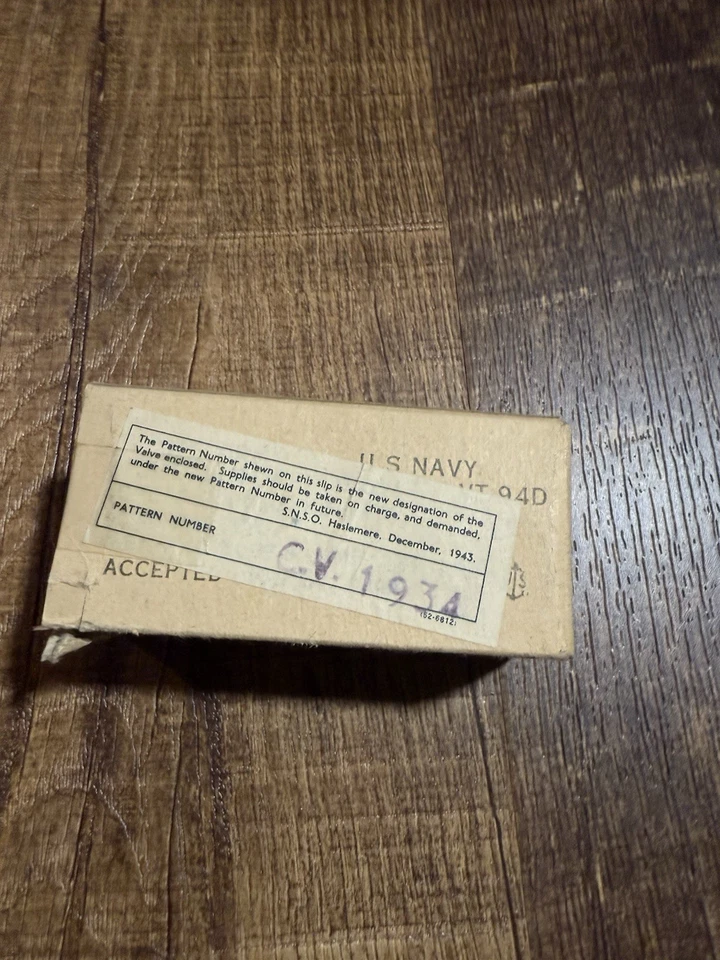 U S NAVY
VT 94D
The Pattern Number shewn on this slip is the new designation of the
Valve enclosed. Supplies should be taken on charge, and demanded,
under the new Pattern Number in future.
S.N.S.O. Haslemere, December, 1943.
PATTERN NUMBER
C.V. 1934
(52-6812)
ACCEPTED